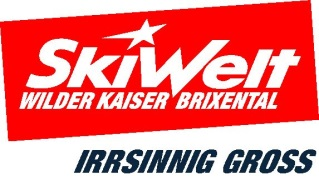 SkiWelt
WILDER KAISER BRIXENTAL
IRRSINNIG GROSS